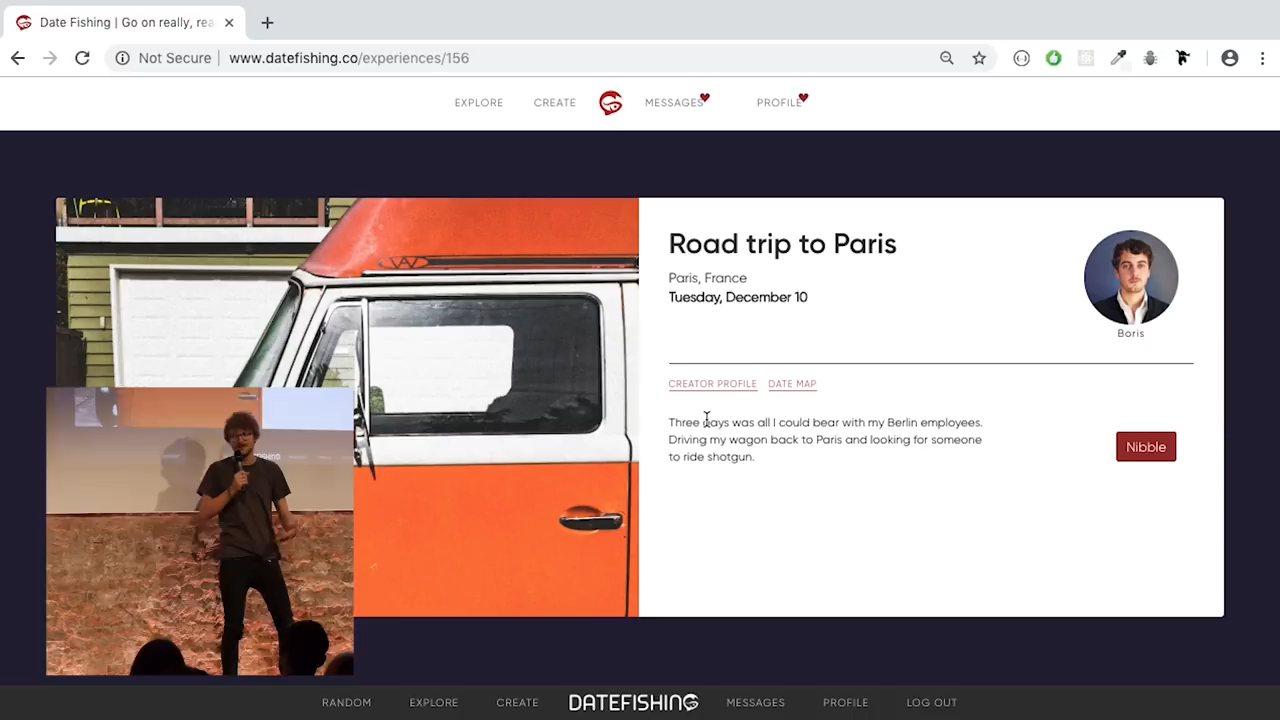 Date Fishing | Go on really, rea
Not Secure
www.datefishing.co/experiences/156
EXPLORE
CREATE
MESSAGES
PROFILE
Road trip to Paris
Paris, France
Tuesday, December 10
Boris
CREATOR PROFILE
DATE MAP
Three days was all I could bear with my Berlin employees.
Driving my wagon back to Paris and looking for someone
to ride shotgun.
Nibble
RANDOM
EXPLORE
CREATE
DATEFISHING
MESSAGES
PROFILE
LOG OUT